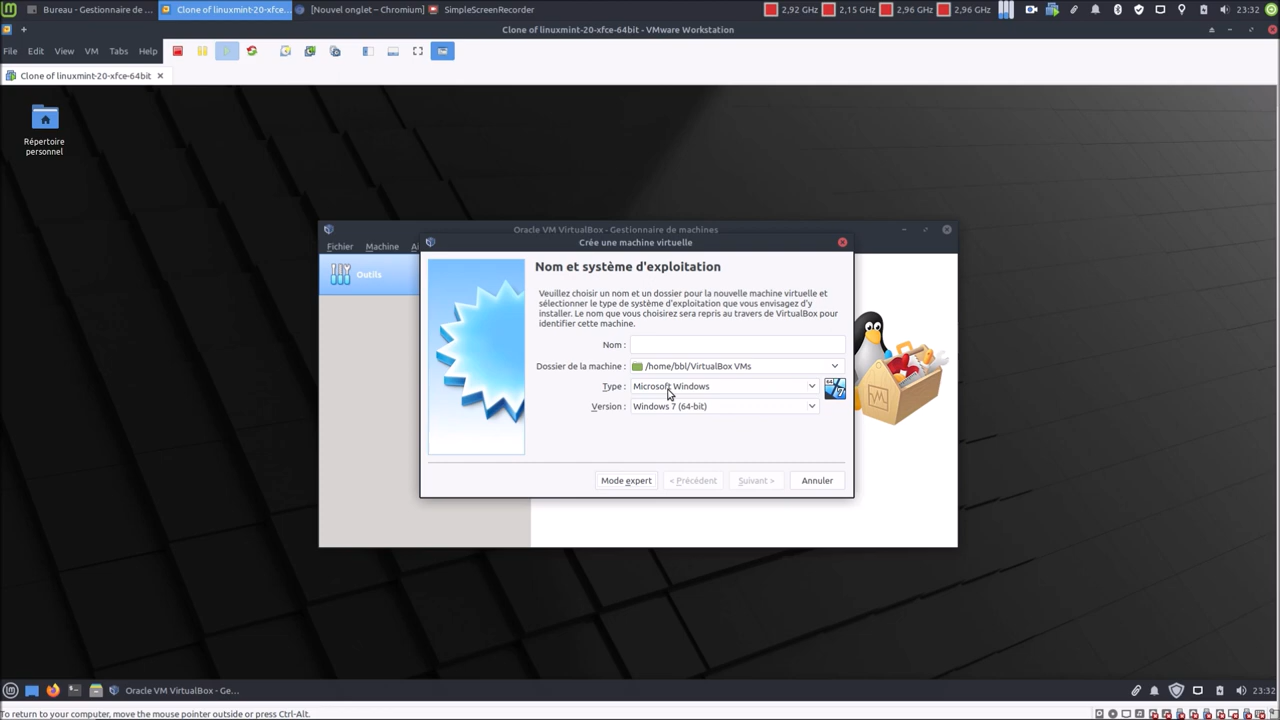 Bureau - Gestionnaire de ...
Clone of linuxmint-20-xfce...
[Nouvel onglet – Chromium]
SimpleScreenRecorder
2,92 GHz
2,15 GHz
2,96 GHz
2,96 GHz
23:32
Clone of linuxmint-20-xfce-64bit - VMware Workstation
File Edit View VM Tabs Help
Clone of linuxmint-20-xfce-64bit
Répertoire
personnel
Oracle VM VirtualBox - Gestionnaire de machines
Fichier Machine
Crée une machine virtuelle
Outils
Nom et système d'exploitation
Veuillez choisir un nom et un dossier pour la nouvelle machine virtuelle et
sélectionner le type de système d'exploitation que vous envisagez d'y
installer. Le nom que vous choisirez sera repris au travers de VirtualBox pour
identifier cette machine.
Nom :
Dossier de la machine : /home/bbl/VirtualBox VMs
Type : Microsoft Windows
Version : Windows 7 (64-bit)
Mode expert < Précédent Suivant > Annuler
Oracle VM VirtualBox - Ge...
23:32
To return to your computer, move the mouse pointer outside or press Ctrl-Alt.